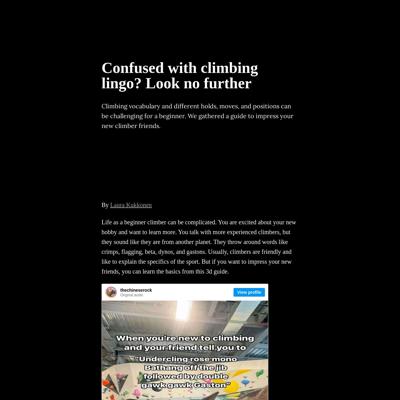 Confused with climbing
lingo? Look no further
Climbing vocabulary and different holds, moves, and positions can
be challenging for a beginner. We gathered a guide to impress your
new climber friends.
By Laura Kukkonen
Life as a beginner climber can be complicated. You are excited about your new
hobby and want to learn more. You talk with more experienced climbers, but
they sound like they are from another planet. They throw around words like
crimps, flagging, beta, dynos, and gastons. Usually, climbers are friendly and
like to explain the specifics of the sport. But if you want to impress your new
friends, you can learn the basics from this 3d guide.
thechineserock
Original audio
View profile
When you're new to climbing
and your friend tell you to
"Undercling rose mono
Bathang off the jib
followed by double
gawk gawk Gaston"